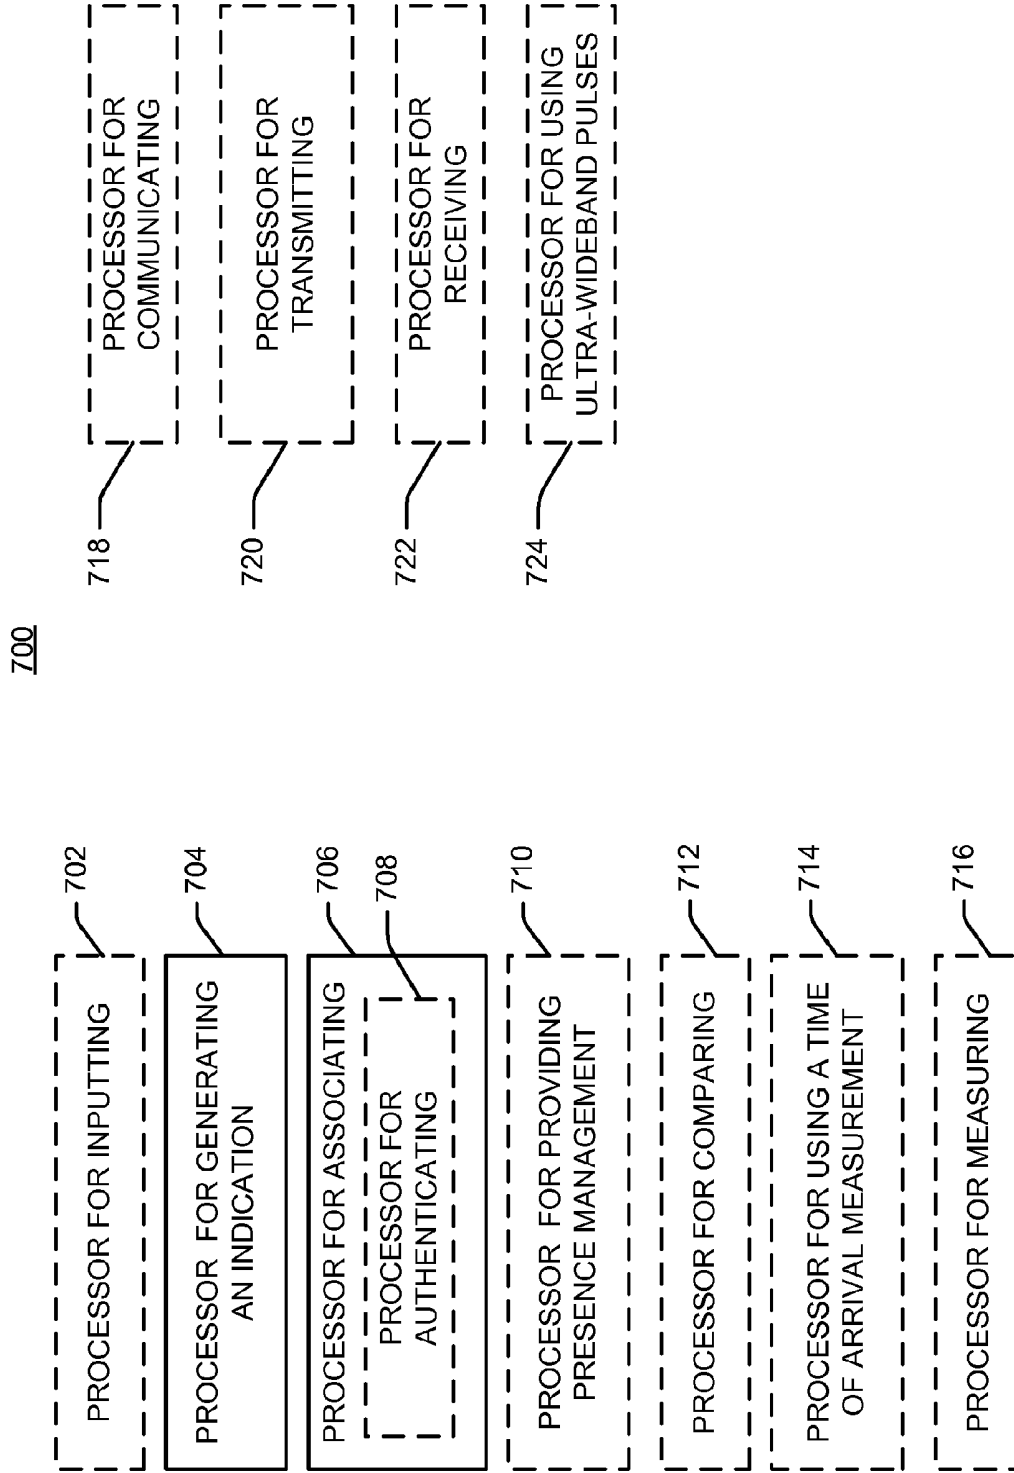 700
PROCESSOR FOR INPUTTING
702
PROCESSOR FOR GENERATING
AN INDICATION
704
PROCESSOR FOR ASSOCIATING
706
PROCESSOR FOR
AUTHENTICATING
708
PROCESSOR FOR PROVIDING
PRESENCE MANAGEMENT
710
PROCESSOR FOR COMPARING
712
PROCESSOR FOR USING A TIME
OF ARRIVAL MEASUREMENT
714
PROCESSOR FOR MEASURING
716
718
PROCESSOR FOR
COMMUNICATING
720
PROCESSOR FOR
TRANSMITTING
722
PROCESSOR FOR
RECEIVING
724
PROCESSOR FOR USING
ULTRA-WIDEBAND PULSES